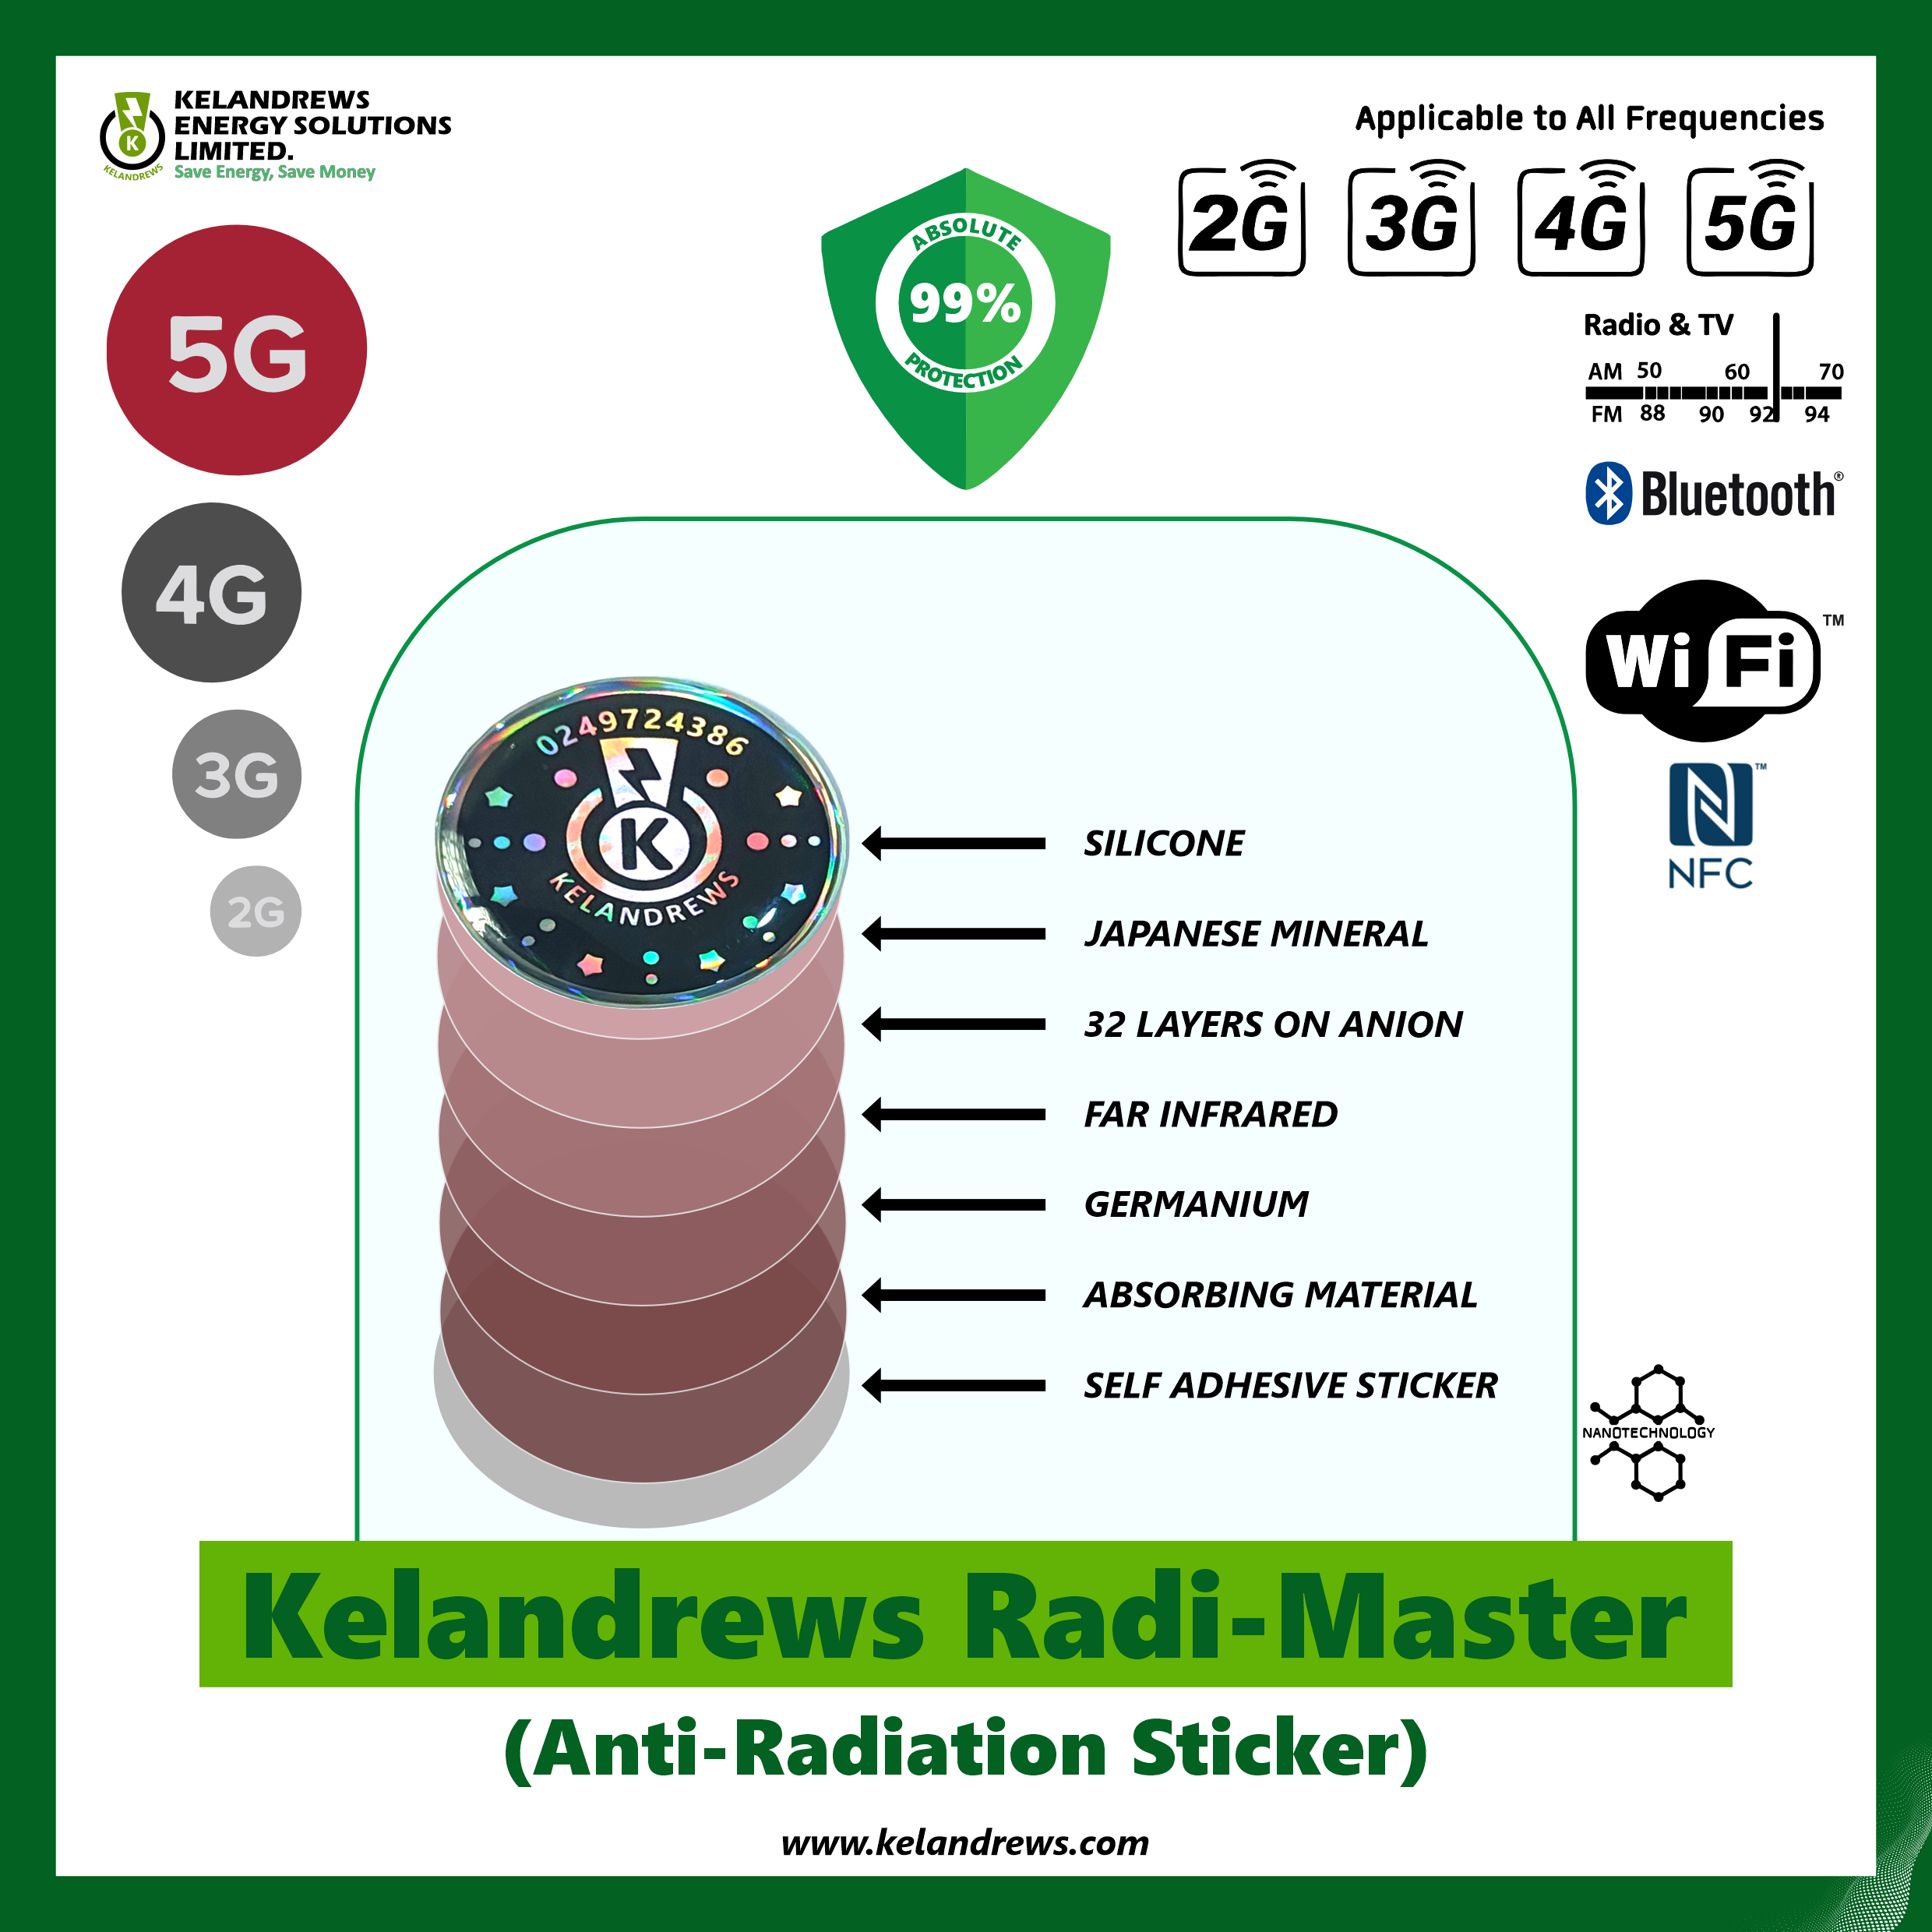 KELANDREWS
ENERGY SOLUTIONS
LIMITED.
Save Energy, Save Money
K
KELANDREWS
Applicable to All Frequencies
2G 3G 4G 5G
ABSOLUTE
99%
PROTECTION
5G
4G
3G
2G
Radio & TV
AM 50 60 70
FM 88 90 92 94
Bluetooth®
WiFi™
N™
NFC
0249724386
K
KELANDREWS
SILICONE
JAPANESE MINERAL
32 LAYERS ON ANION
FAR INFRARED
GERMANIUM
ABSORBING MATERIAL
SELF ADHESIVE STICKER
NANOTECHNOLOGY
Kelandrews Radi-Master
(Anti-Radiation Sticker)
www.kelandrews.com